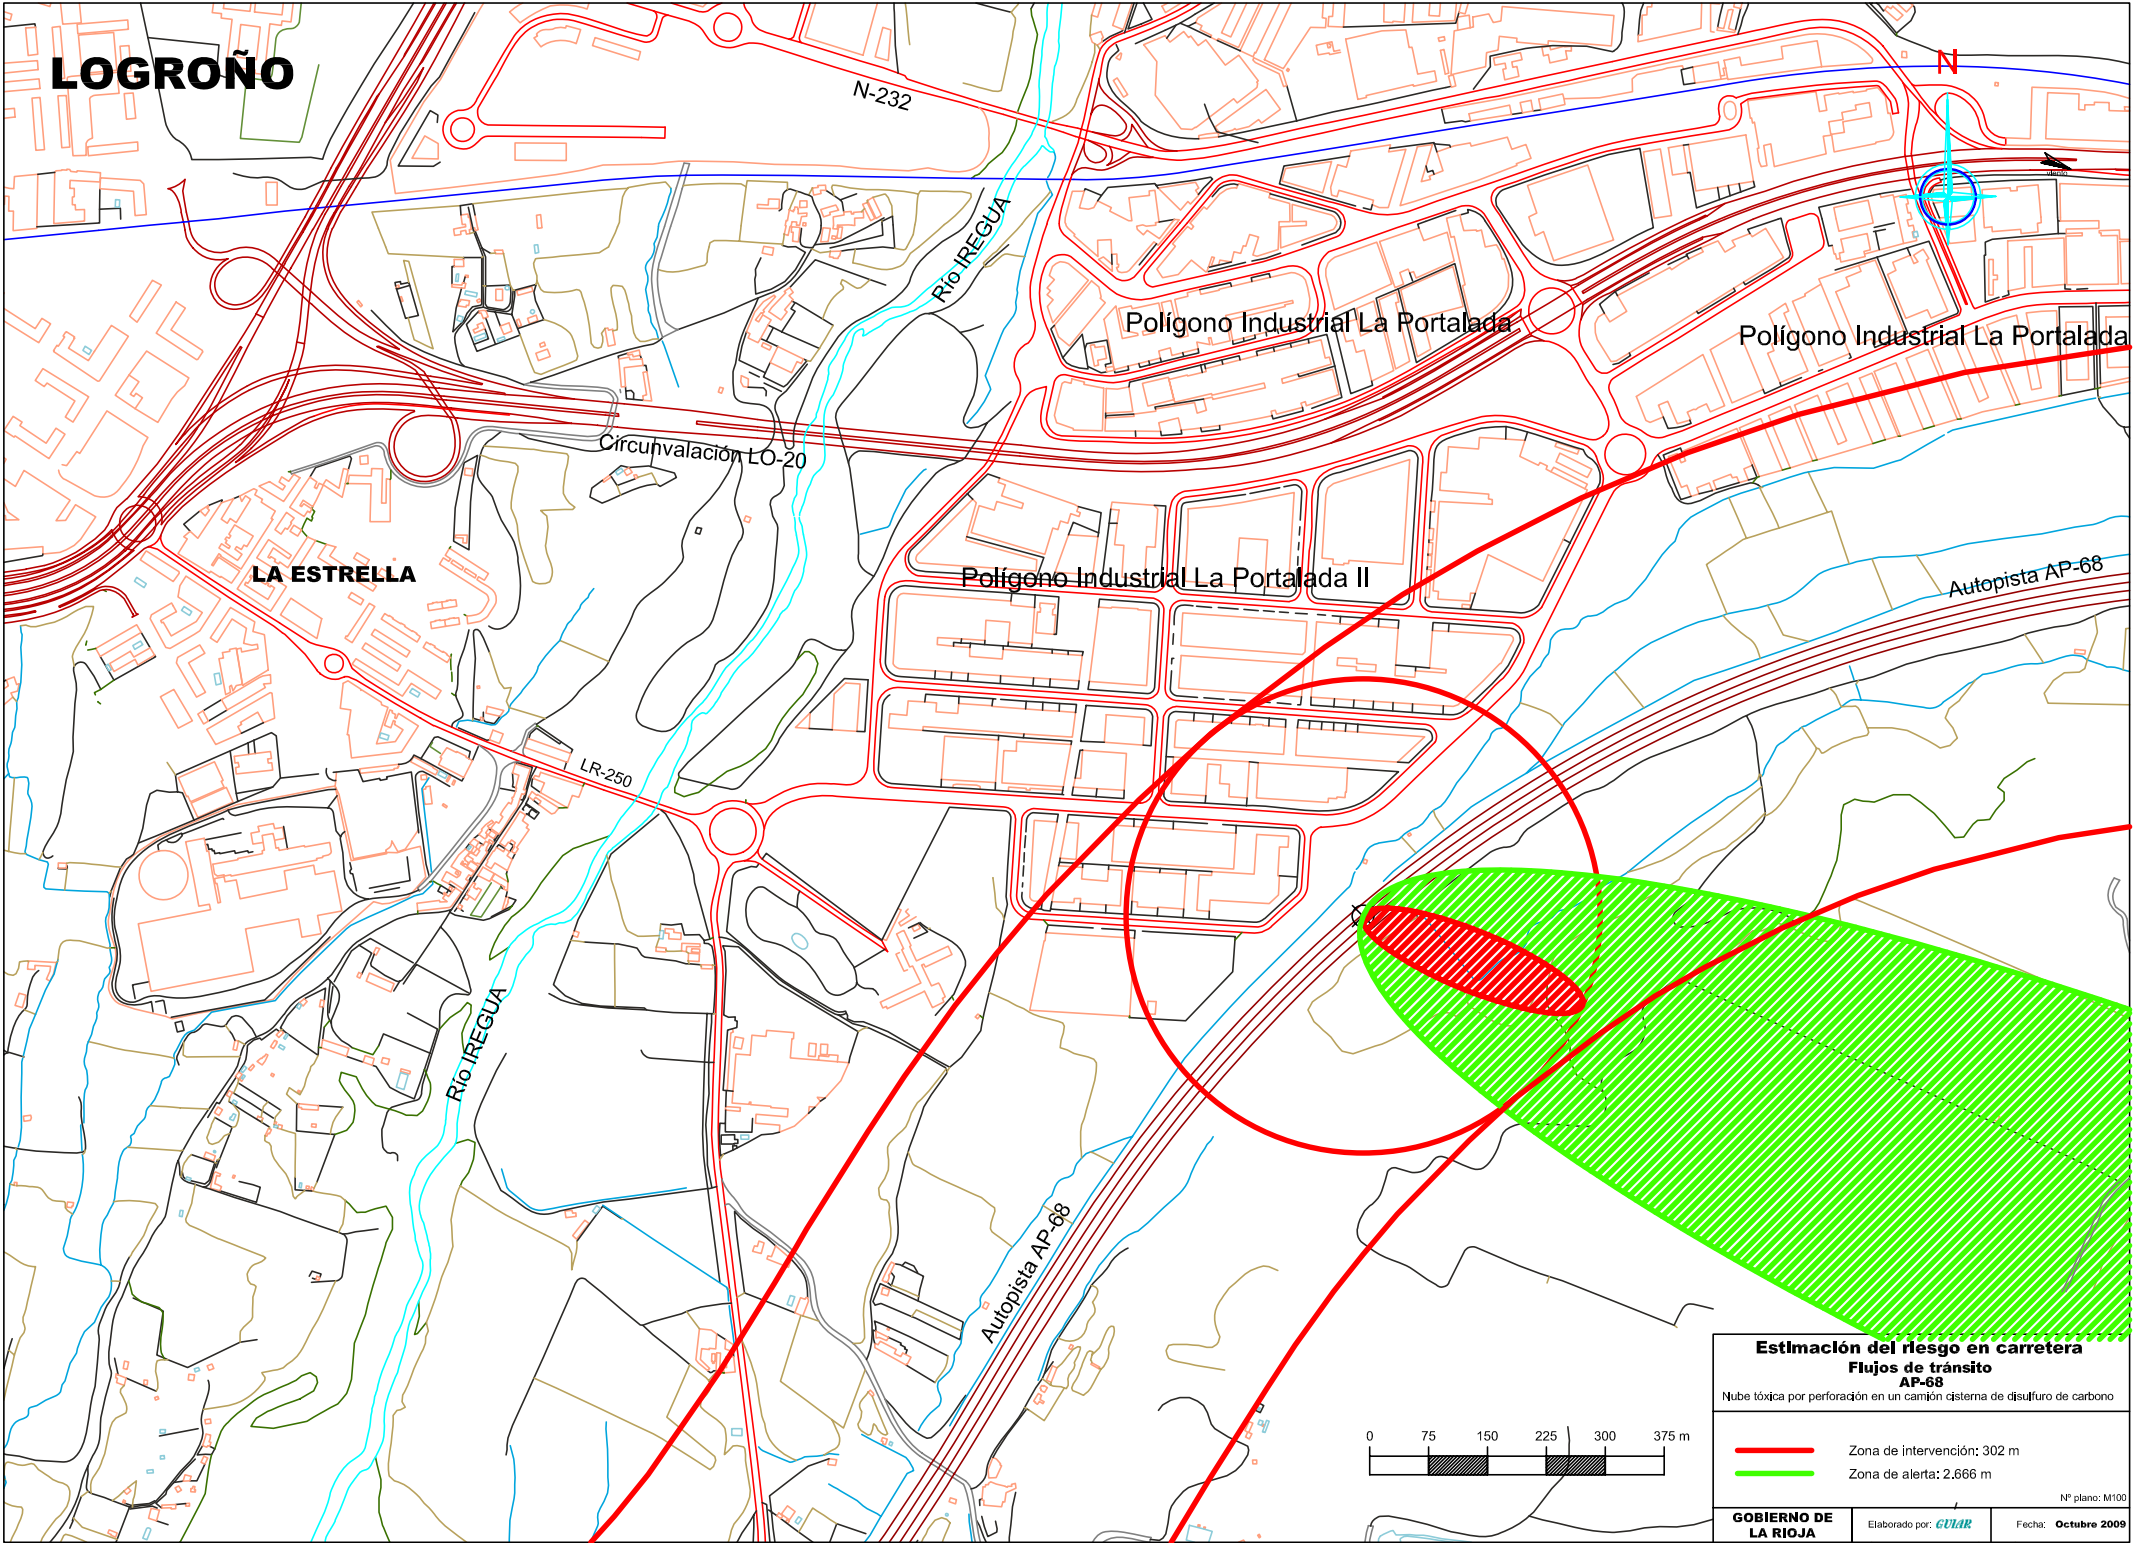 LOGROÑO
N
N-232
viento
Río IREGUA
Polígono Industrial La Portalada
Polígono Industrial La Portalada
Circunvalación LO-20
LA ESTRELLA
Polígono Industrial La Portalada II
Autopista AP-68
LR-250
Río IREGUA
Autopista AP-68
0 75 150 225 300 375 m
Estimación del riesgo en carretera
Flujos de tránsito
AP-68
Nube tóxica por perforación en un camión cisterna de disulfuro de carbono
Zona de intervención: 302 m
Zona de alerta: 2.666 m
Nº plano: M100
GOBIERNO DE
LA RIOJA
Elaborado por: GUIAR
Fecha: Octubre 2009